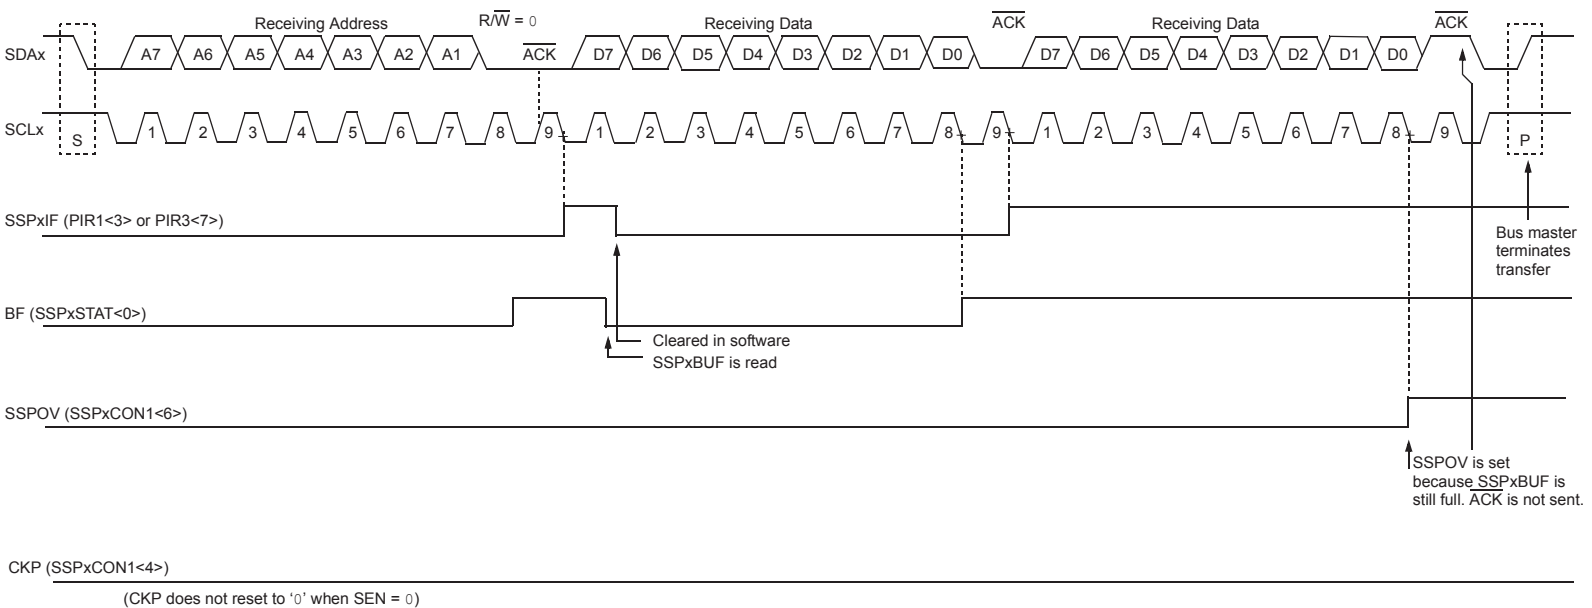 Receiving Address R/W = 0 Receiving Data ACK Receiving Data ACK
SDAx A7 A6 A5 A4 A3 A2 A1 ACK D7 D6 D5 D4 D3 D2 D1 D0 D7 D6 D5 D4 D3 D2 D1 D0
SCLx S 1 2 3 4 5 6 7 8 9 1 2 3 4 5 6 7 8 9 1 2 3 4 5 6 7 8 9 P
SSPxIF (PIR1<3> or PIR3<7>)
Bus master
terminates
transfer
BF (SSPxSTAT<0>)
Cleared in software
SSPxBUF is read
SSPOV (SSPxCON1<6>)
SSPOV is set
because SSPxBUF is
still full. ACK is not sent.
CKP (SSPxCON1<4>)
(CKP does not reset to ‘0’ when SEN = 0)